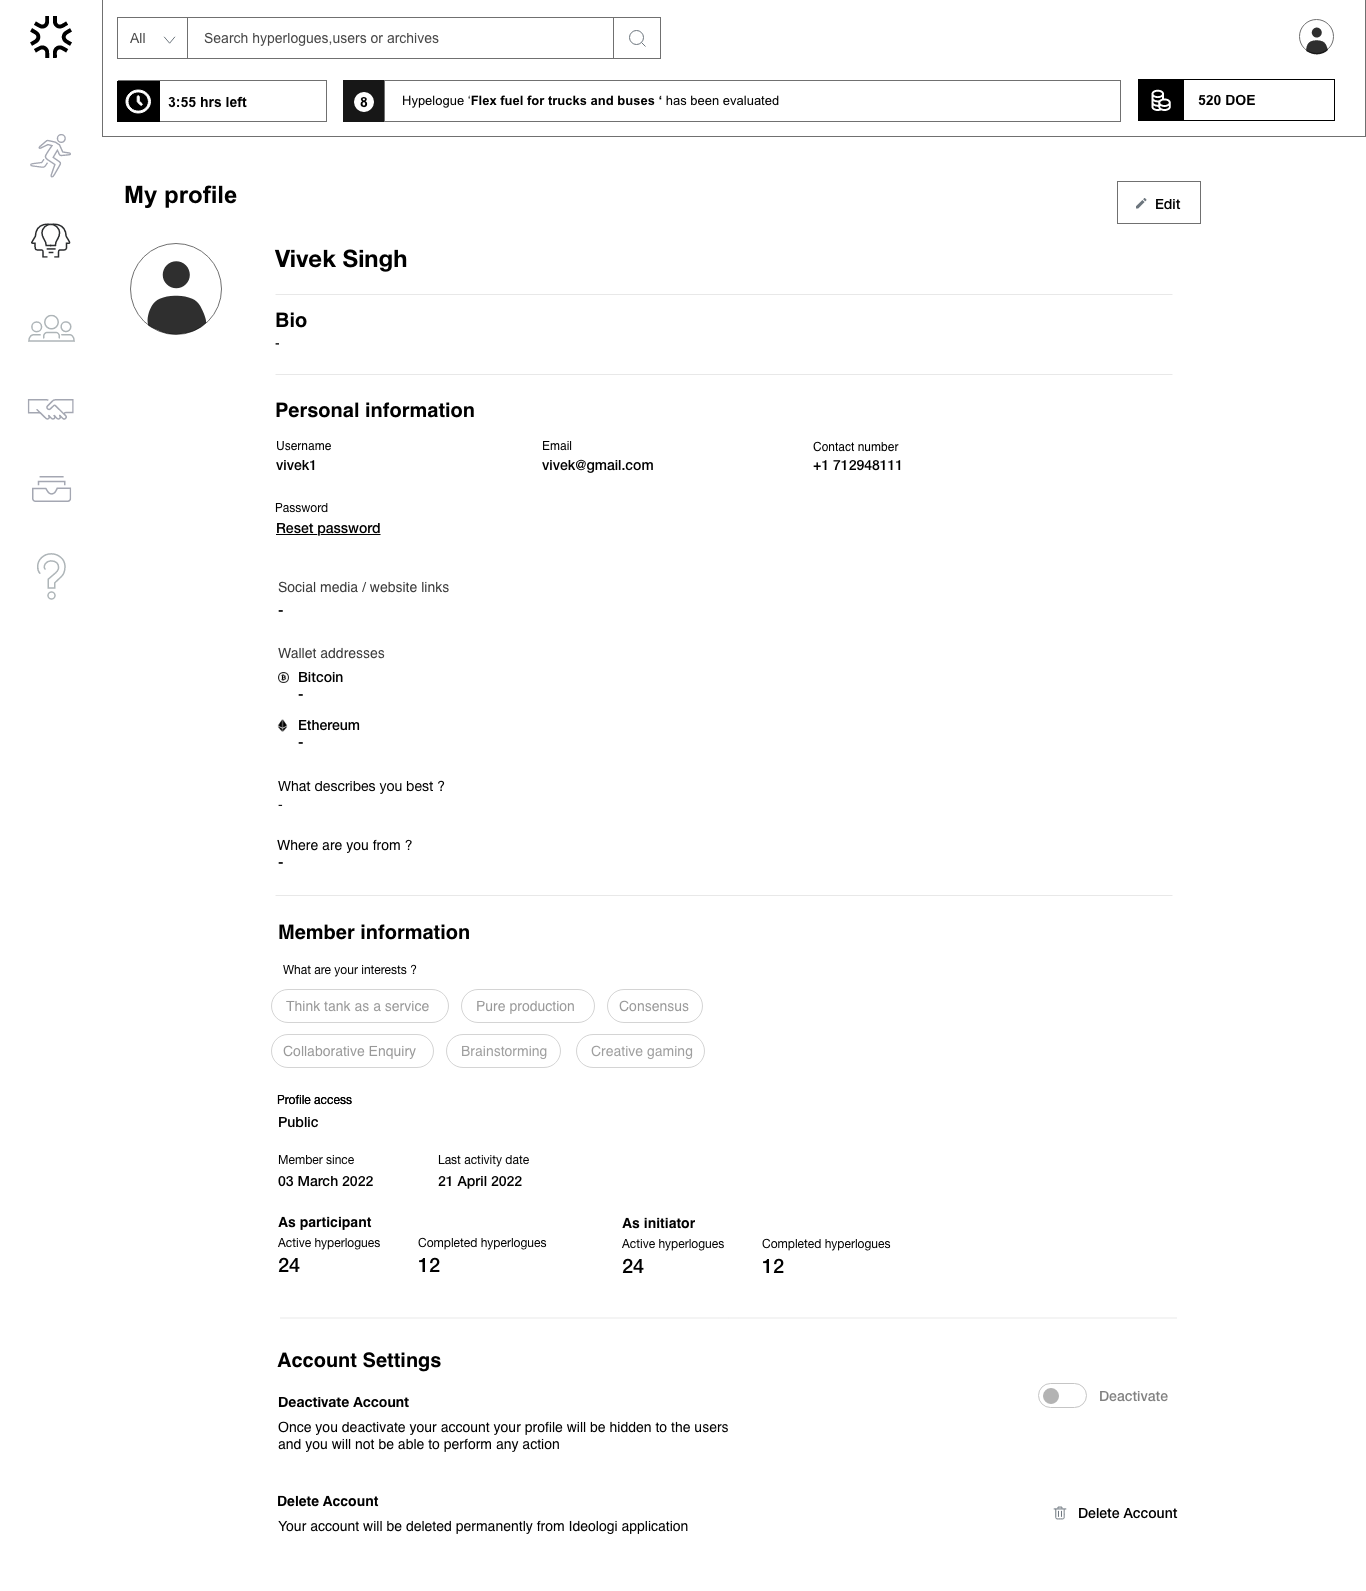 All
Search hyperlogues,users or archives
3:55 hrs left
8
Hypelogue ‘Flex fuel for trucks and buses ‘ has been evaluated
520 DOE
My profile
Edit
Vivek Singh
Bio
-
Personal information
Username
vivek1
Email
vivek@gmail.com
Contact number
+1 712948111
Password
Reset password
Social media / website links
-
Wallet addresses
Bitcoin
-
Ethereum
-
What describes you best ?
-
Where are you from ?
-
Member information
What are your interests ?
Think tank as a service
Pure production
Consensus
Collaborative Enquiry
Brainstorming
Creative gaming
Profile access
Public
Member since
03 March 2022
Last activity date
21 April 2022
As participant
Active hyperlogues
24
Completed hyperlogues
12
As initiator
Active hyperlogues
24
Completed hyperlogues
12
Account Settings
Deactivate Account
Once you deactivate your account your profile will be hidden to the users
and you will not be able to perform any action
Deactivate
Delete Account
Your account will be deleted permanently from Ideologi application
Delete Account